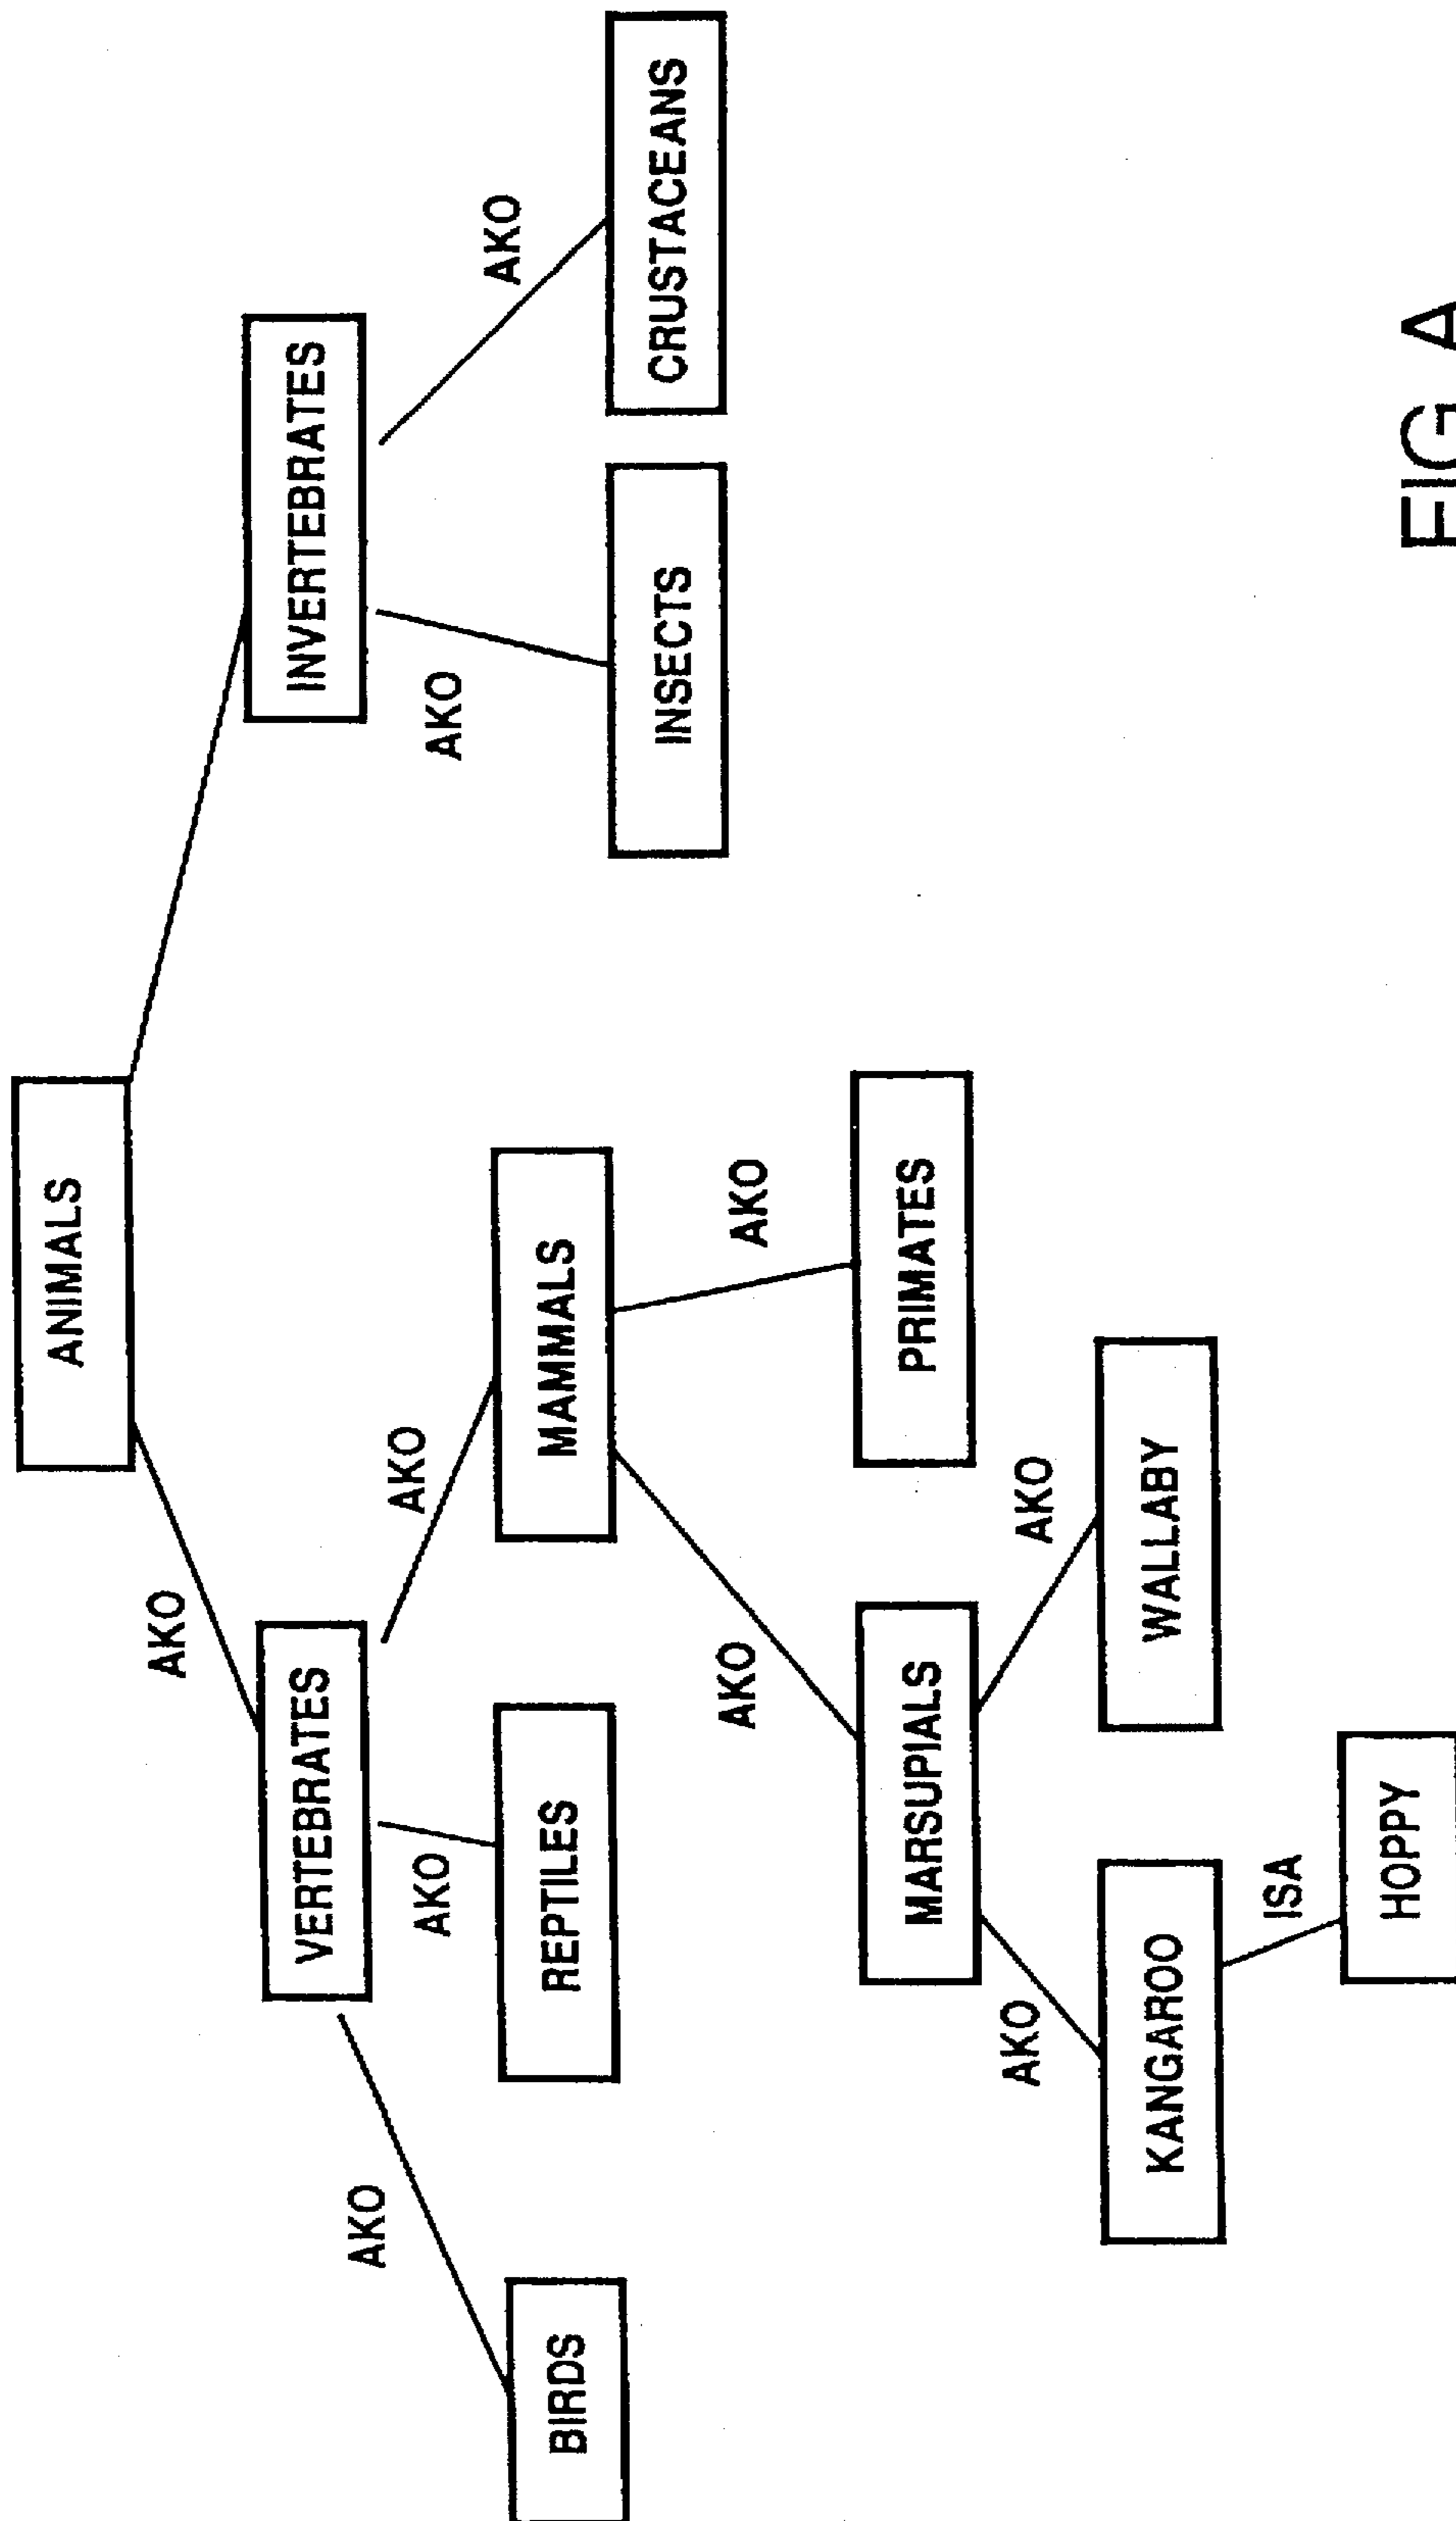 ANIMALS
AKO
VERTEBRATES
INVERTEBRATES
AKO
AKO
AKO
AKO
AKO
BIRDS
REPTILES
MAMMALS
INSECTS
CRUSTACEANS
AKO
AKO
MARSUPIALS
PRIMATES
AKO
AKO
KANGAROO
WALLABY
ISA
HOPPY
FIG A